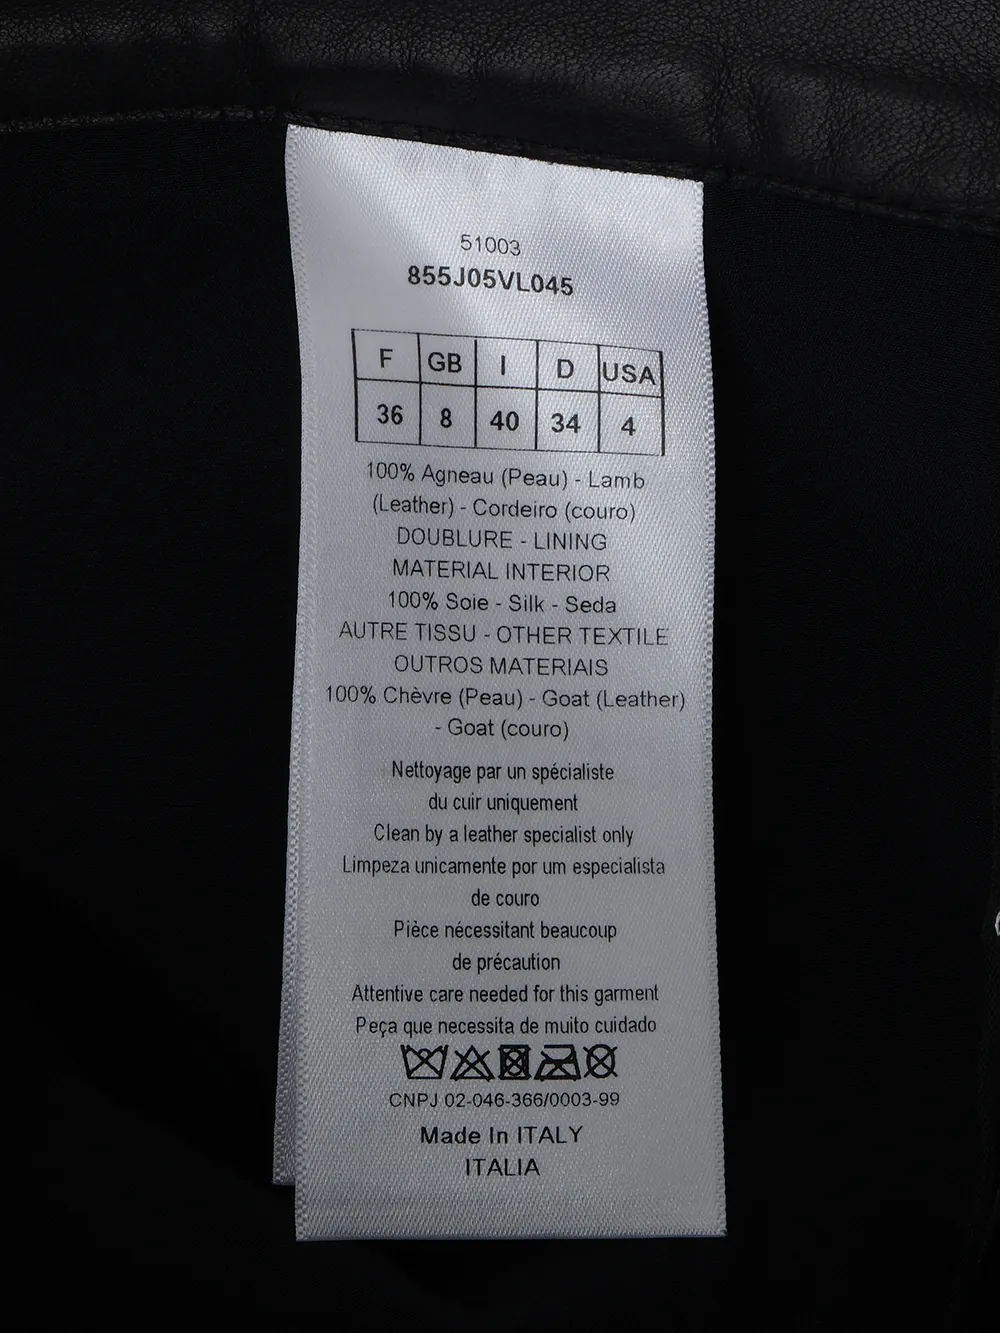 51003
855J05VL045
F GB I D USA
36 8 40 34 4
100% Agneau (Peau) - Lamb
(Leather) - Cordeiro (couro)
DOUBLURE - LINING
MATERIAL INTERIOR
100% Soie - Silk - Seda
AUTRE TISSU - OTHER TEXTILE
OUTROS MATERIAIS
100% Chèvre (Peau) - Goat (Leather)
- Goat (couro)
Nettoyage par un spécialiste
du cuir uniquement
Clean by a leather specialist only
Limpeza unicamente por um especialista
de couro
Pièce nécessitant beaucoup
de précaution
Attentive care needed for this garment
Peça que necessita de muito cuidado
CNPJ 02-046-366/0003-99
Made In ITALY
ITALIA